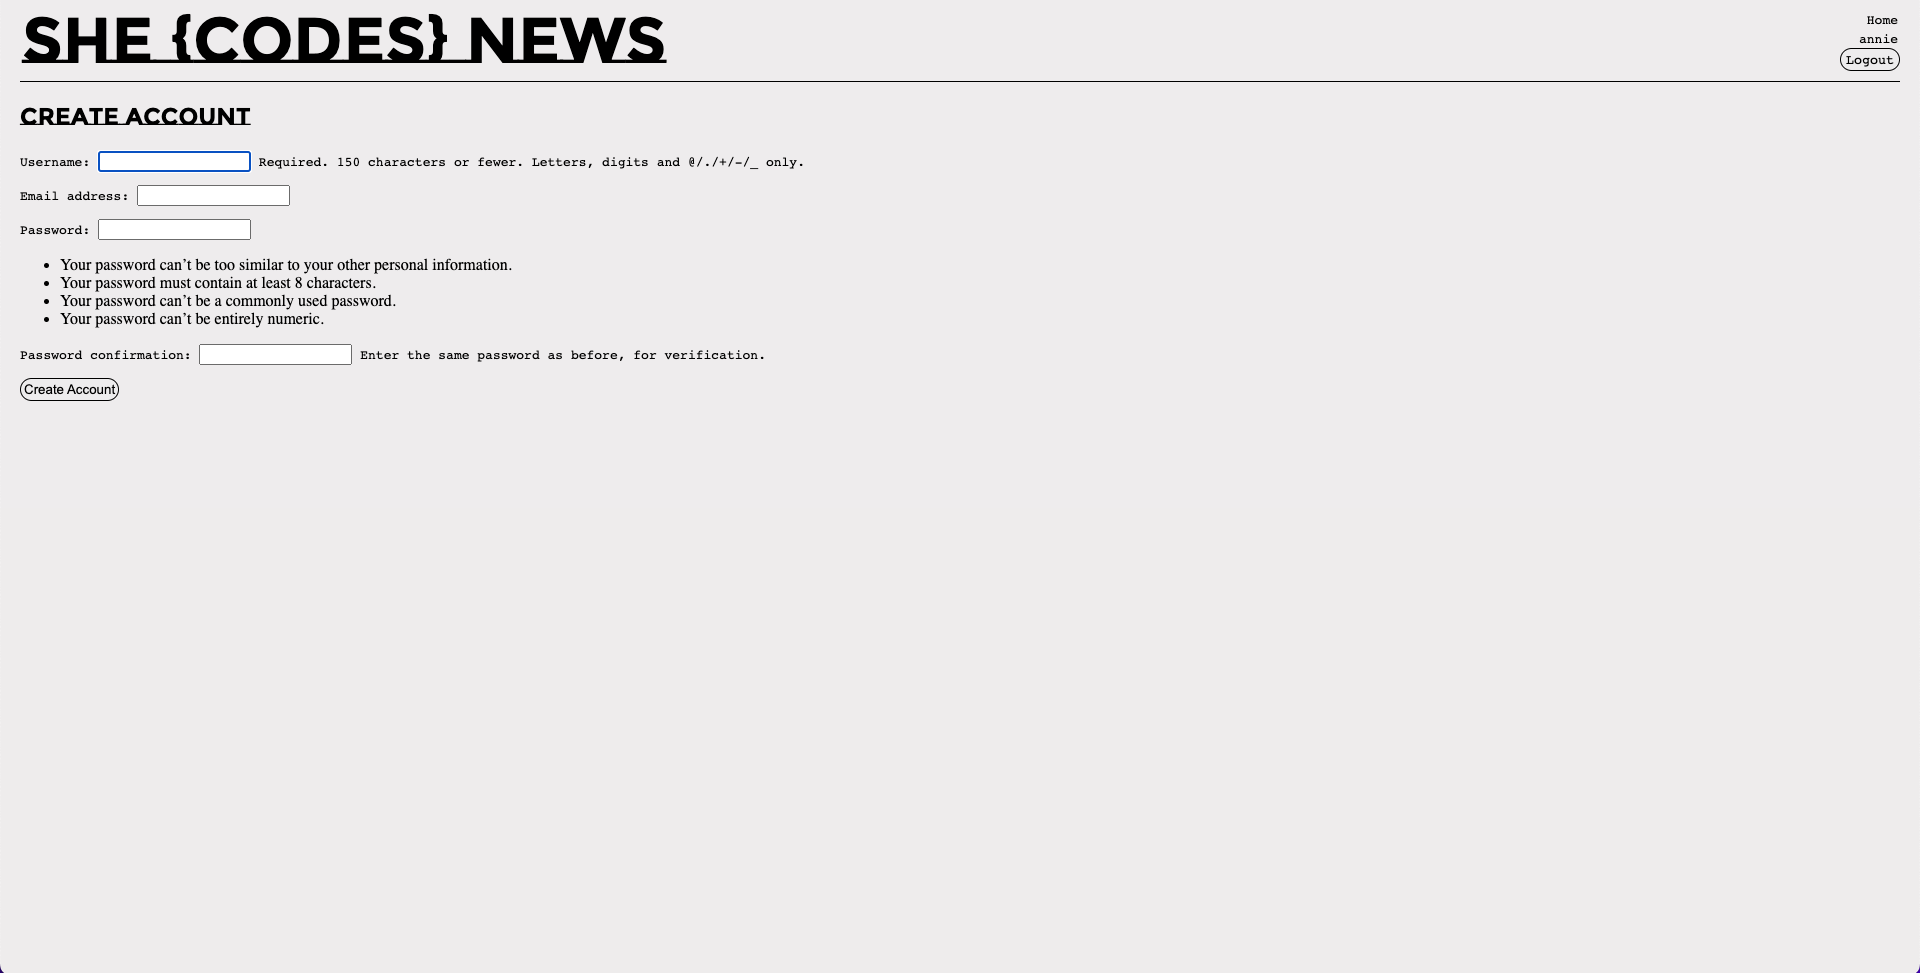 SHE {CODES} NEWS
Home
annie
Logout
CREATE ACCOUNT
Username: Required. 150 characters or fewer. Letters, digits and @/./+/-/_ only.
Email address:
Password:
• Your password can’t be too similar to your other personal information.
• Your password must contain at least 8 characters.
• Your password can’t be a commonly used password.
• Your password can’t be entirely numeric.
Password confirmation: Enter the same password as before, for verification.
Create Account